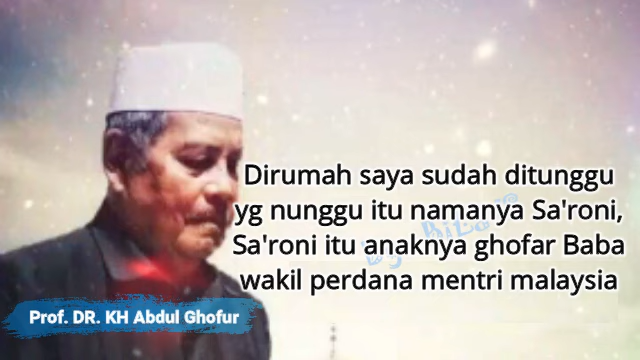 Dirumah saya sudah ditunggu
yg nunggu itu namanya Sa'roni,
Sa'roni itu anaknya ghofar Baba
wakil perdana mentri malaysia
Prof. DR. KH Abdul Ghofur